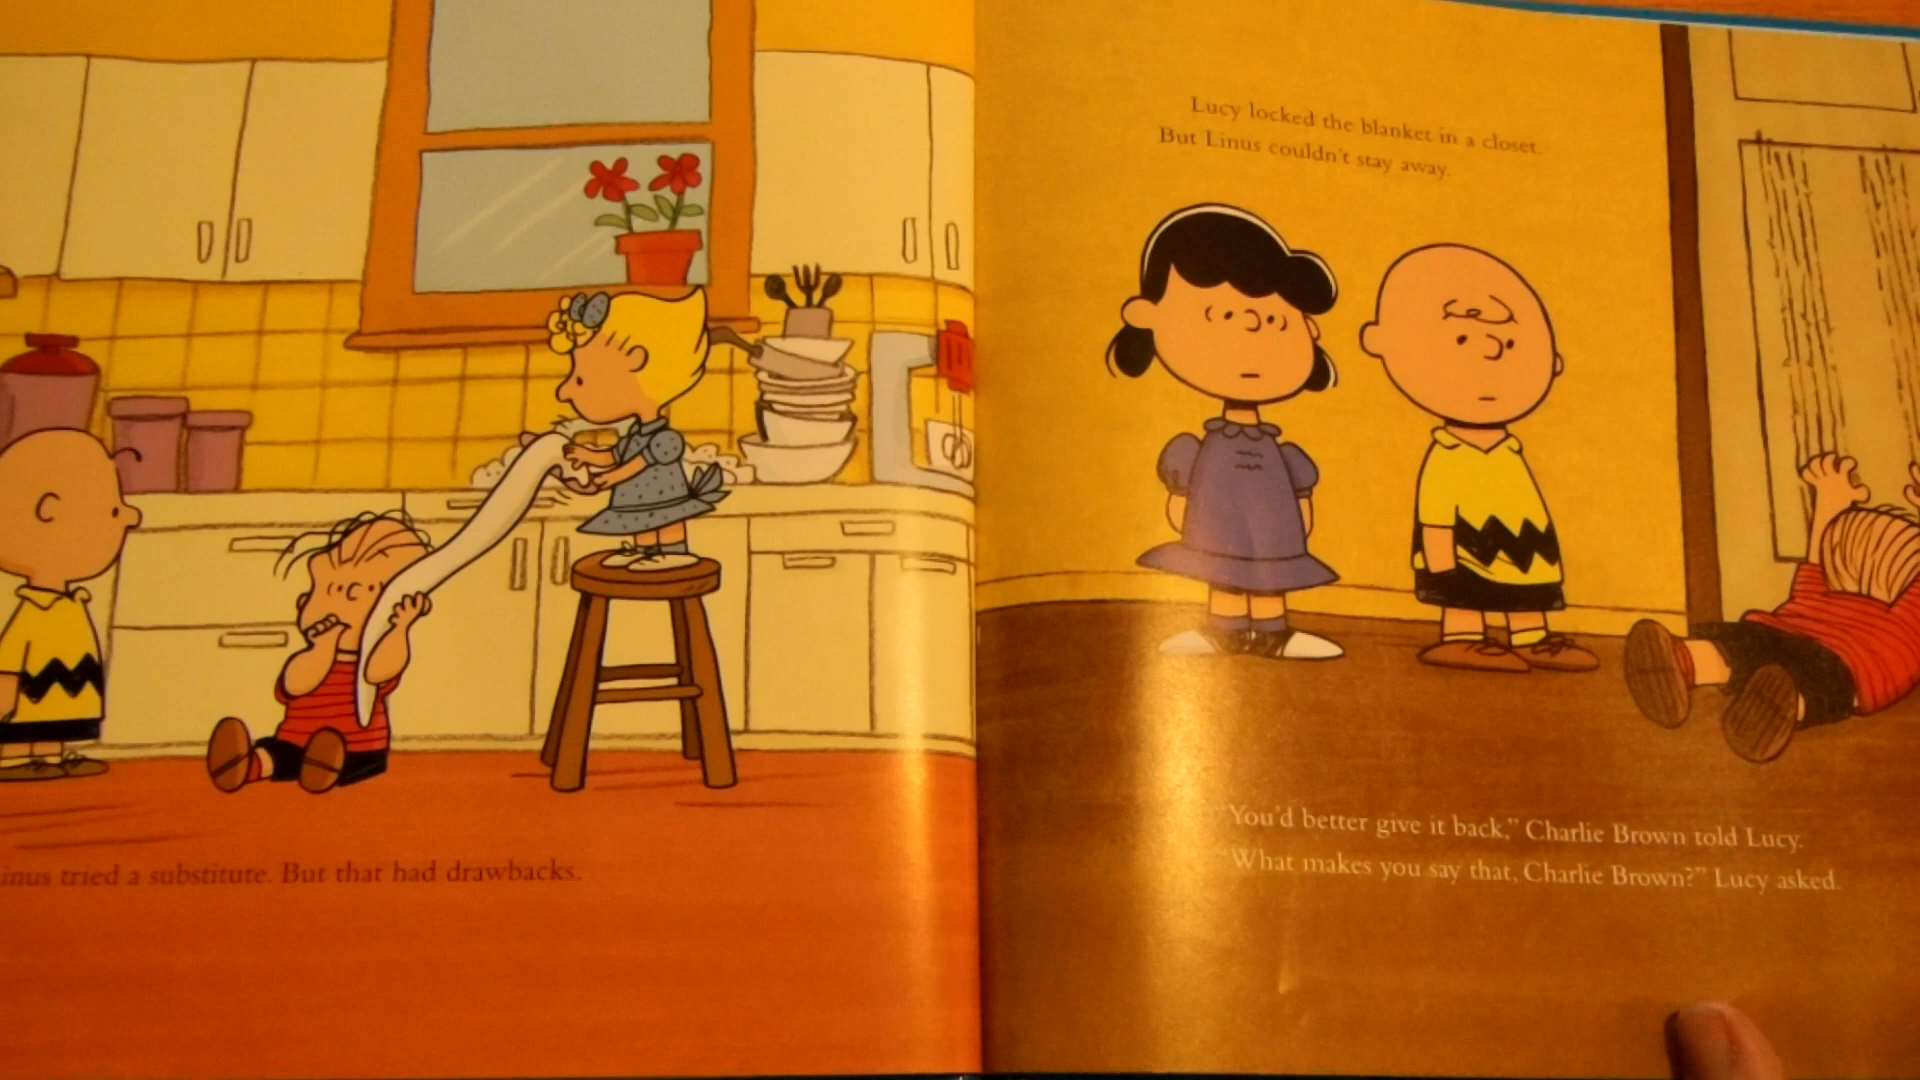 inus tried a substitute. But that had drawbacks.
Lucy locked the blanket in a closet.
But Linus couldn't stay away.
"You'd better give it back," Charlie Brown told Lucy.
"What makes you say that, Charlie Brown?" Lucy asked.